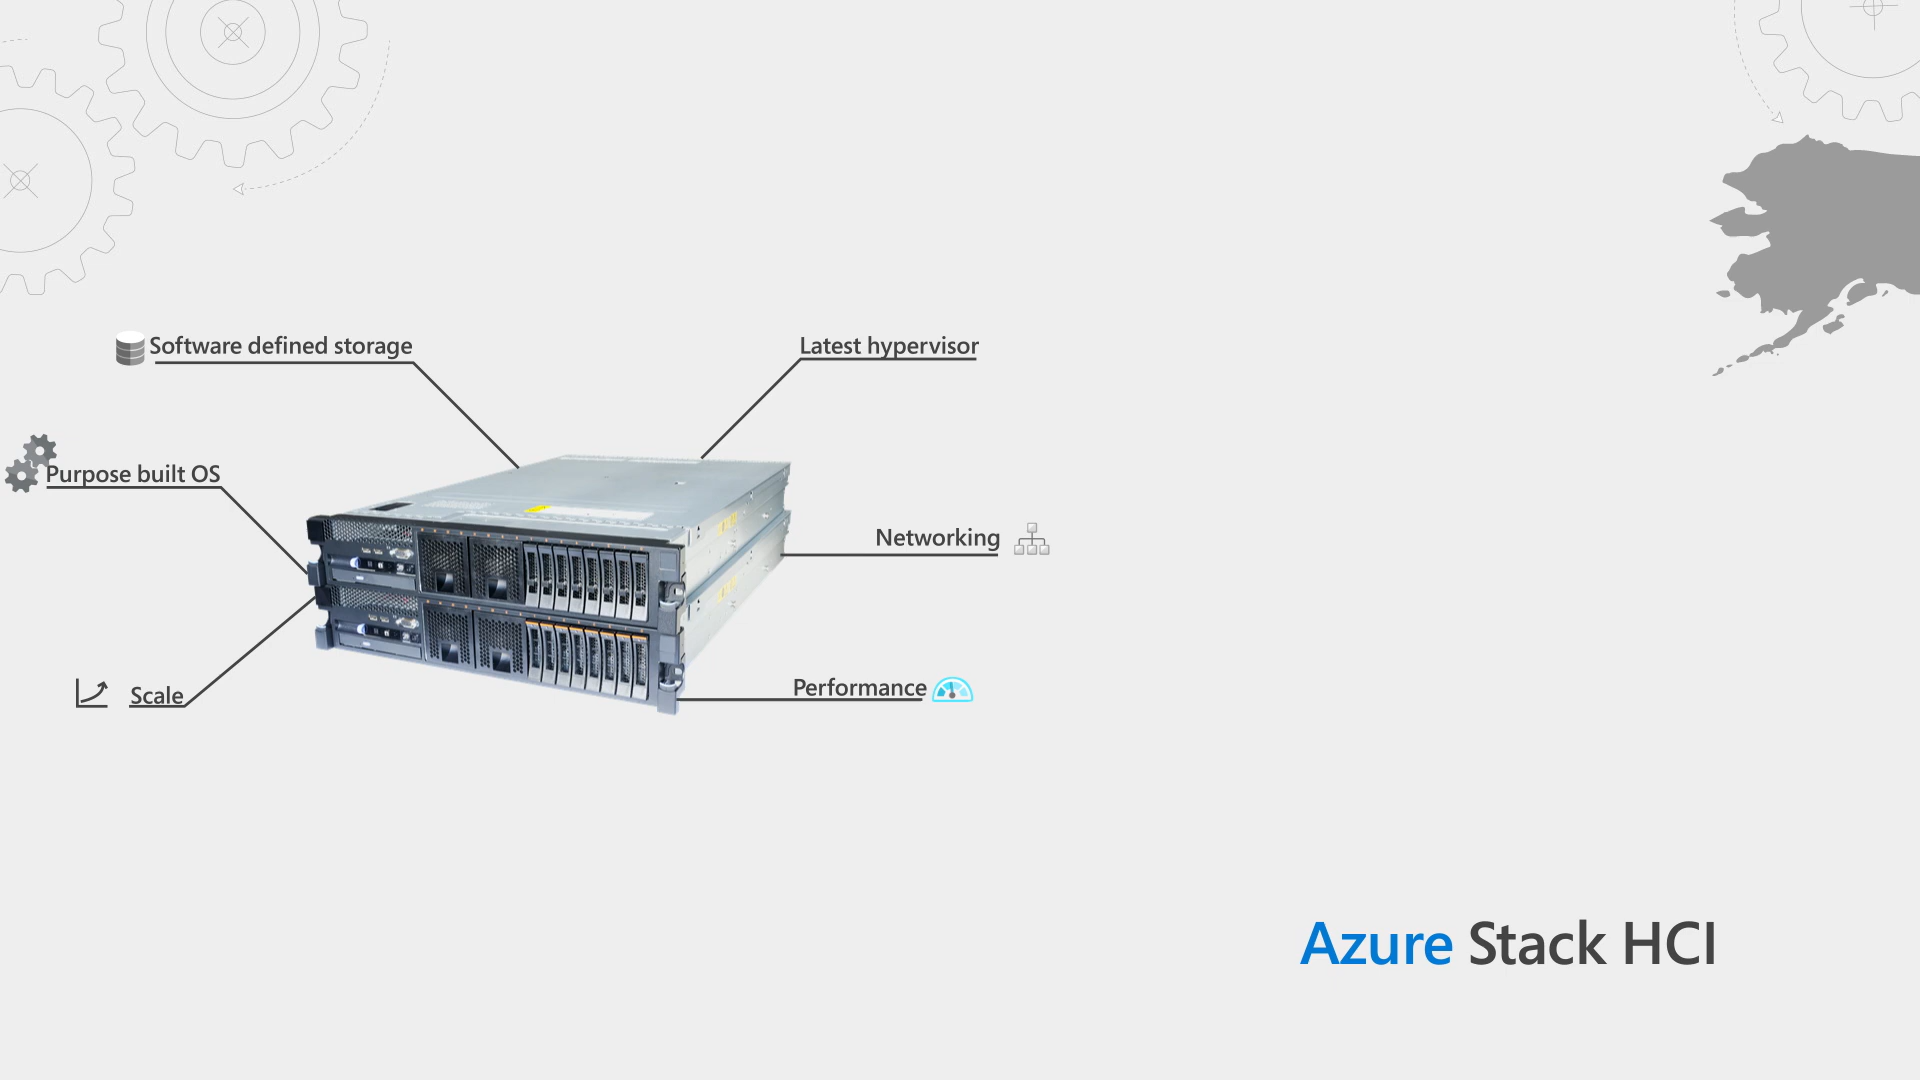 Software defined storage
Latest hypervisor
Purpose built OS
Networking
Scale
Performance
Azure Stack HCI